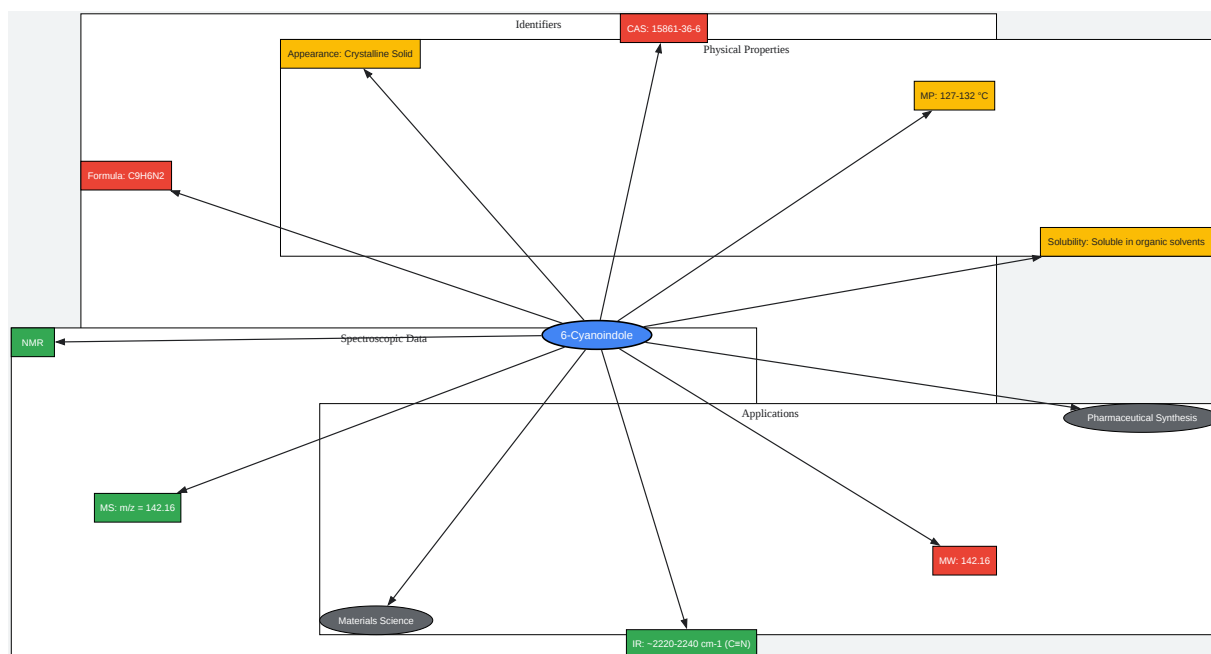 Identifiers
CAS: 15861-36-6
Physical Properties
Appearance: Crystalline Solid
MP: 127-132 °C
Formula: C9H6N2
Solubility: Soluble in organic solvents
6-Cyanoindole
NMR
Spectroscopic Data
Applications
Pharmaceutical Synthesis
MS: m/z = 142.16
MW: 142.16
Materials Science
IR: ~2220-2240 cm-1 (C≡N)